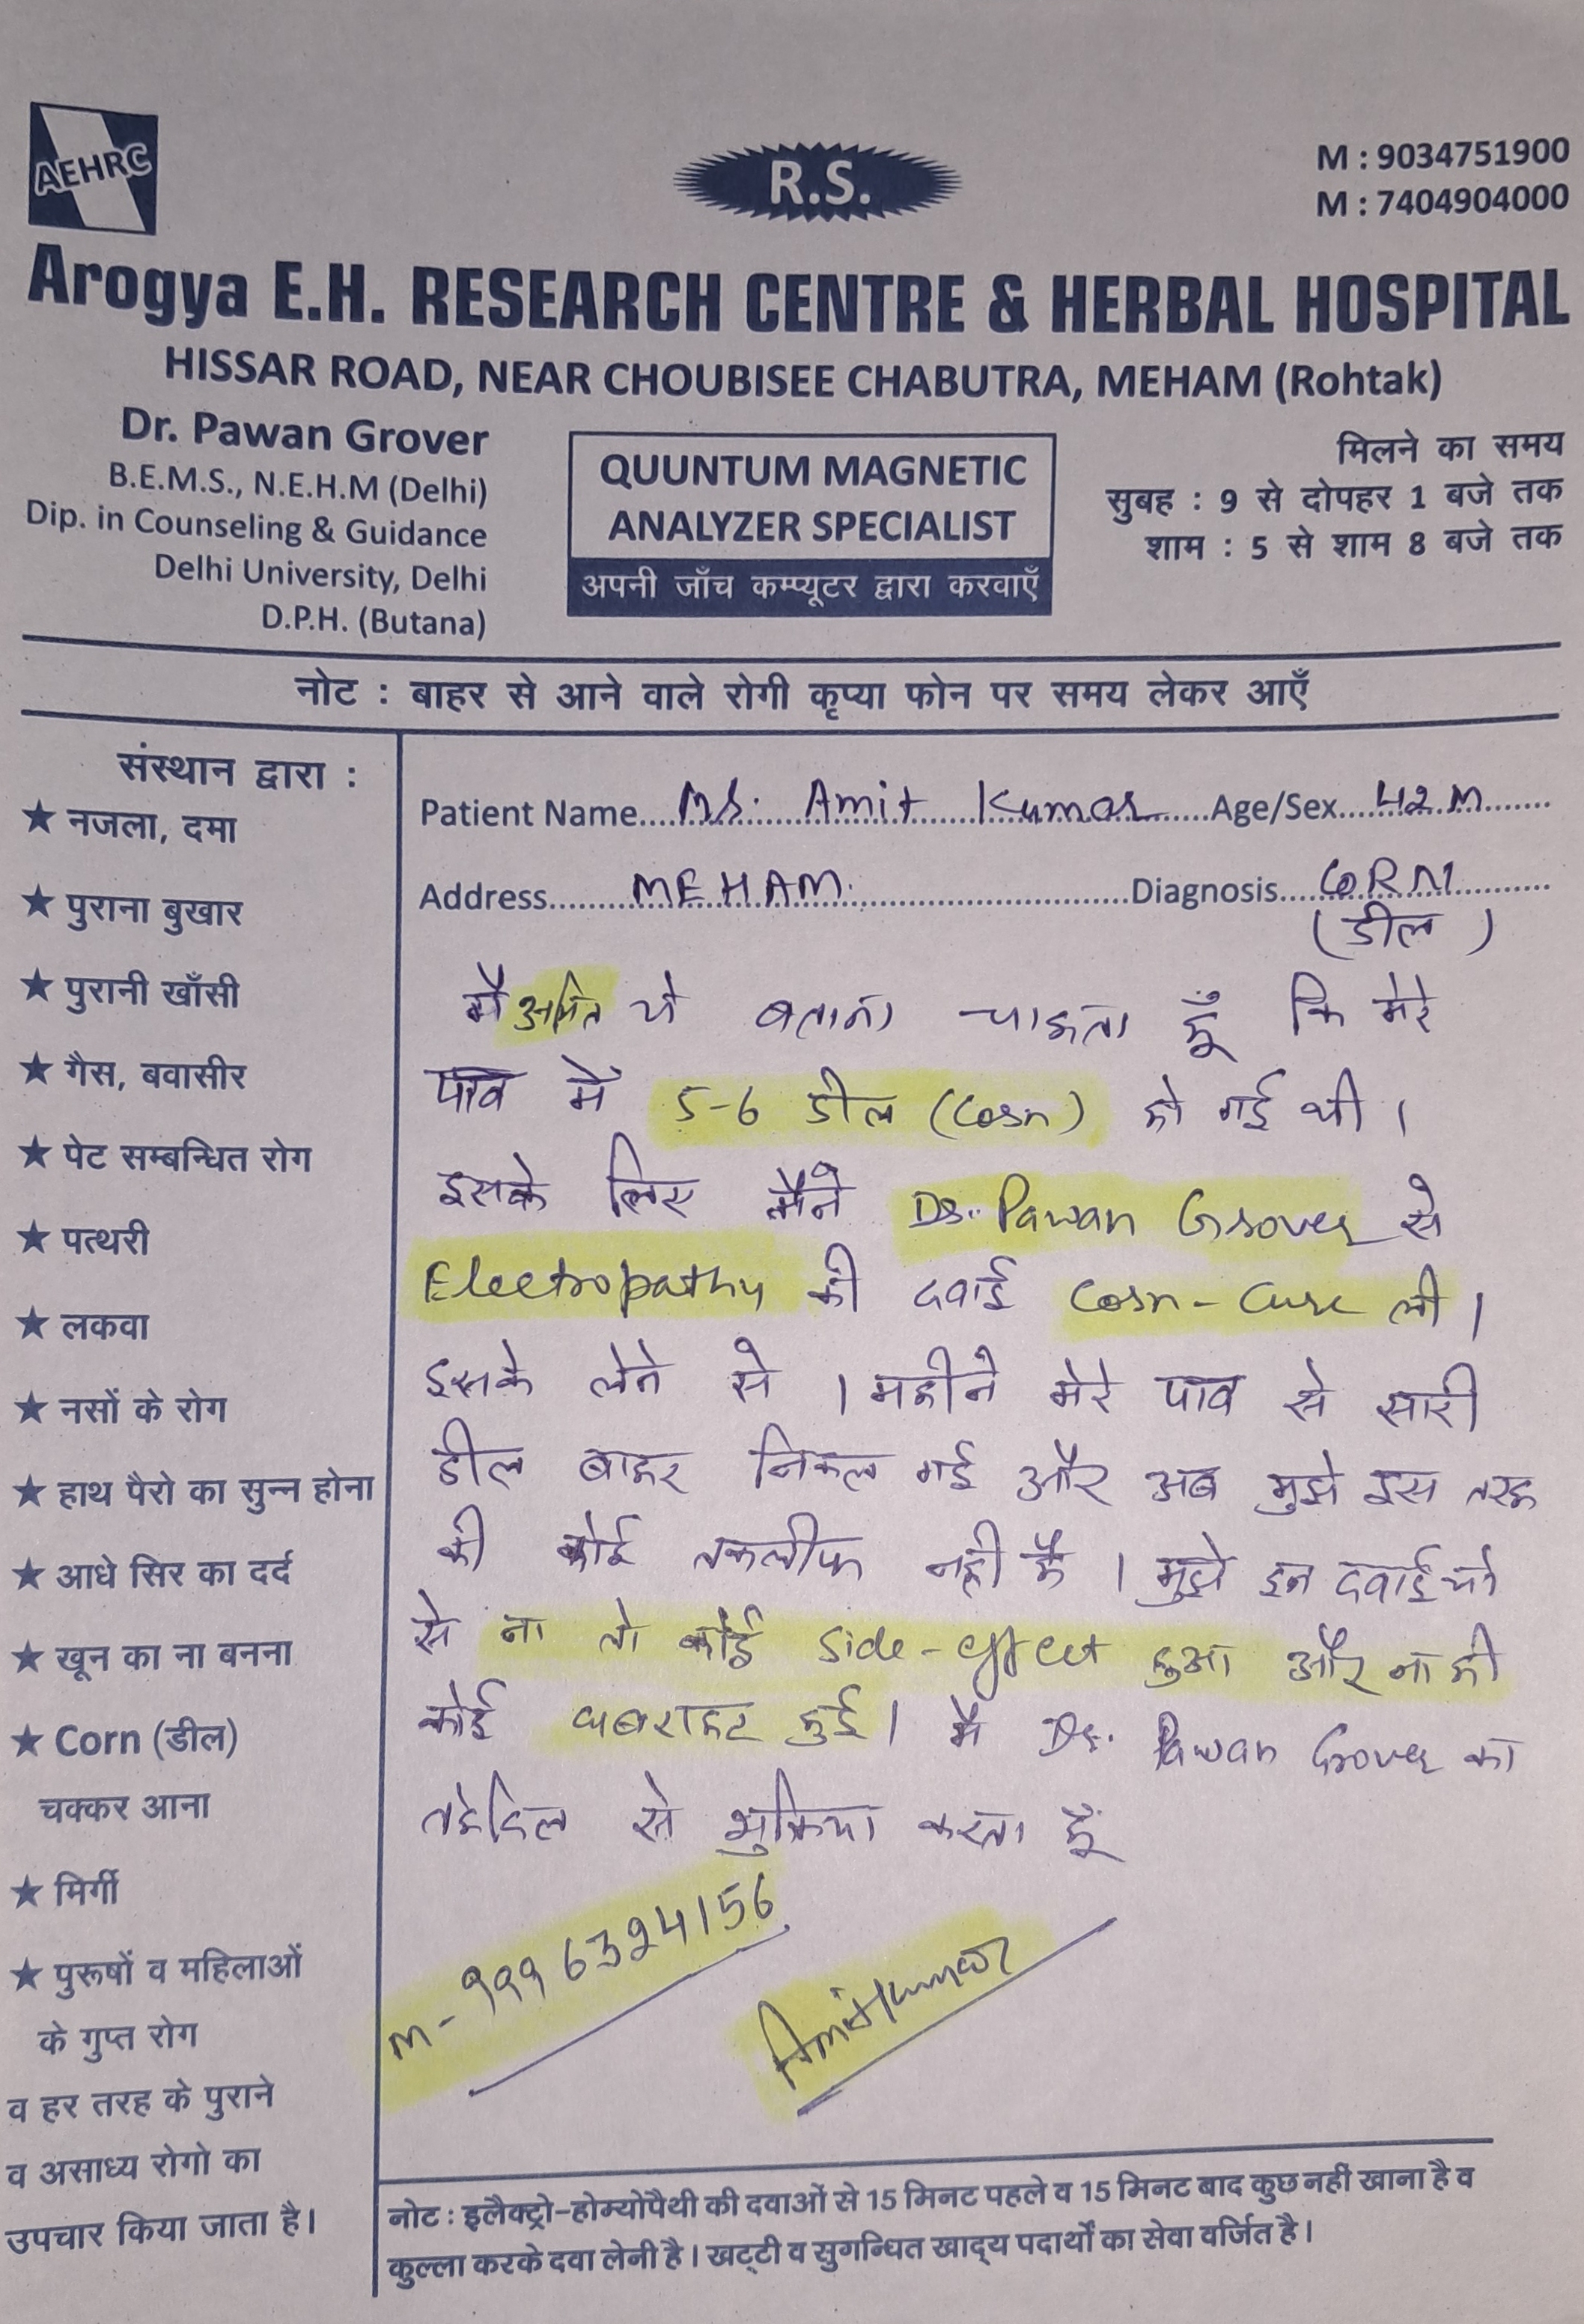 AEHRC
R.S.
M : 9034751900
M : 7404904000
Arogya E.H. RESEARCH CENTRE & HERBAL HOSPITAL
HISSAR ROAD, NEAR CHOUBISEE CHABUTRA, MEHAM (Rohtak)
Dr. Pawan Grover
B.E.M.S., N.E.H.M (Delhi)
Dip. in Counseling & Guidance
Delhi University, Delhi
D.P.H. (Butana)
QUUNTUM MAGNETIC
ANALYZER SPECIALIST
अपनी जाँच कम्प्यूटर द्वारा करवाएँ
मिलने का समय
सुबह : 9 से दोपहर 1 बजे तक
शाम : 5 से शाम 8 बजे तक
नोट : बाहर से आने वाले रोगी कृप्या फोन पर समय लेकर आएँ
संस्थान द्वारा :
★ नजला, दमा
★ पुराना बुखार
★ पुरानी खाँसी
★ गैस, बवासीर
★ पेट सम्बन्धित रोग
★ पत्थरी
★ लकवा
★ नसों के रोग
★ हाथ पैरो का सुन्न होना
★ आधे सिर का दर्द
★ खून का ना बनना
★ Corn (डील)
चक्कर आना
★ मिर्गी
★ पुरूषों व महिलाओं
के गुप्त रोग
व हर तरह के पुराने
व असाध्य रोगो का
उपचार किया जाता है।
Patient Name.... Mr. Amit Kumar ....Age/Sex.... 42 M
Address.... MEHAM. ....Diagnosis.... CORN
(डील)
मै अमित ये बताना चाहता हूँ कि मेरे
पाव में 5-6 डील (Corn) हो गई थी।
इसके लिए मैंने Dr. Pawan Grover से
Electropathy की दवाई Corn-Cure ली।
इसके लेने से 1 महीने मेरे पाव से सारी
डील बाहर निकल गई और अब मुझे इस तरह
की कोई तकलीफ नही है। मुझे इन दवाईयो
से ना तो कोई side-effect हुआ और ना ही
कोई घबराहट हुई। मै Dr. Pawan Grover का
तहेदिल से शुक्रिया करता हूँ
M - 9996324156
Amit Kumar
नोट : इलैक्ट्रो-होम्योपैथी की दवाओं से 15 मिनट पहले व 15 मिनट बाद कुछ नहीं खाना है व
कुल्ला करके दवा लेनी है। खट्टी व सुगन्धित खाद्य पदार्थों का सेवा वर्जित है।